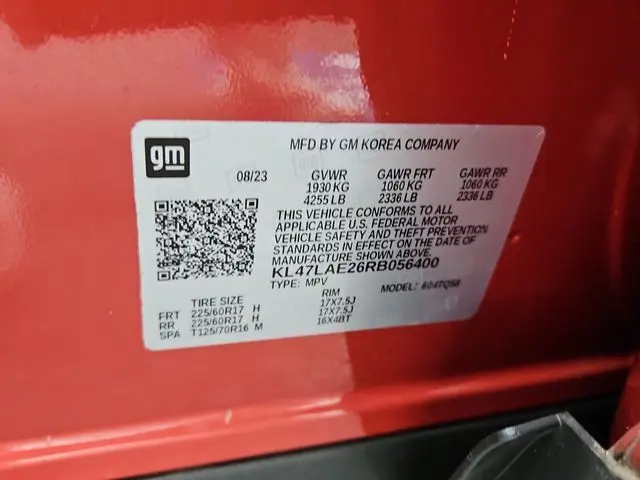 gm
MFD BY GM KOREA COMPANY
08/23 GVWR GAWR FRT GAWR RR
1930 KG 1060 KG 1060 KG
4255 LB 2336 LB 2336 LB
THIS VEHICLE CONFORMS TO ALL
APPLICABLE U.S. FEDERAL MOTOR
VEHICLE SAFETY AND THEFT PREVENTION
STANDARDS IN EFFECT ON THE DATE OF
MANUFACTURE SHOWN ABOVE.
KL47LAE26RB056400
TYPE: MPV MODEL: 604TQ58
TIRE SIZE RIM
FRT 225/60R17 H 17X7.5J
RR 225/60R17 H 17X7.5J
SPA T125/70R16 M 16X4BT